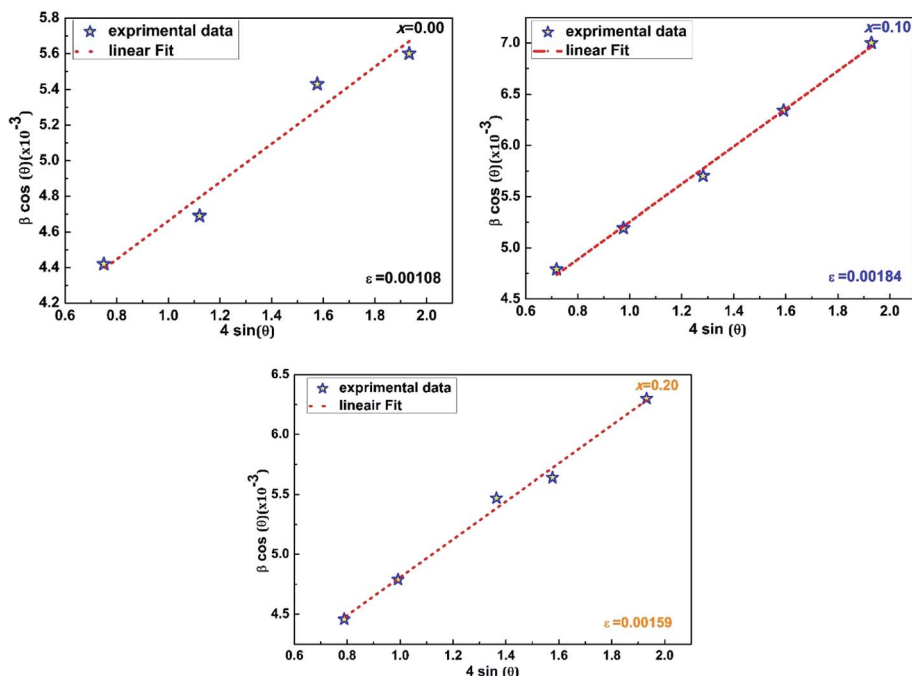 exprimental data
linear Fit
x=0.00
5.8
5.6
5.4
5.2
5.0
4.8
4.6
4.4
4.2
β cos (θ)(x10-3)
ε =0.00108
0.6 0.8 1.0 1.2 1.4 1.6 1.8 2.0
4 sin(θ)
exprimental data
linear Fit
x=0.10
7.0
6.5
6.0
5.5
5.0
4.5
β cos (θ)(x10-3)
ε =0.00184
0.6 0.8 1.0 1.2 1.4 1.6 1.8 2.0
4 sin (θ)
exprimental data
lineair Fit
x=0.20
6.5
6.0
5.5
5.0
4.5
β cos (θ)(x10-3)
ε =0.00159
0.6 0.8 1.0 1.2 1.4 1.6 1.8 2.0
4 sin (θ)